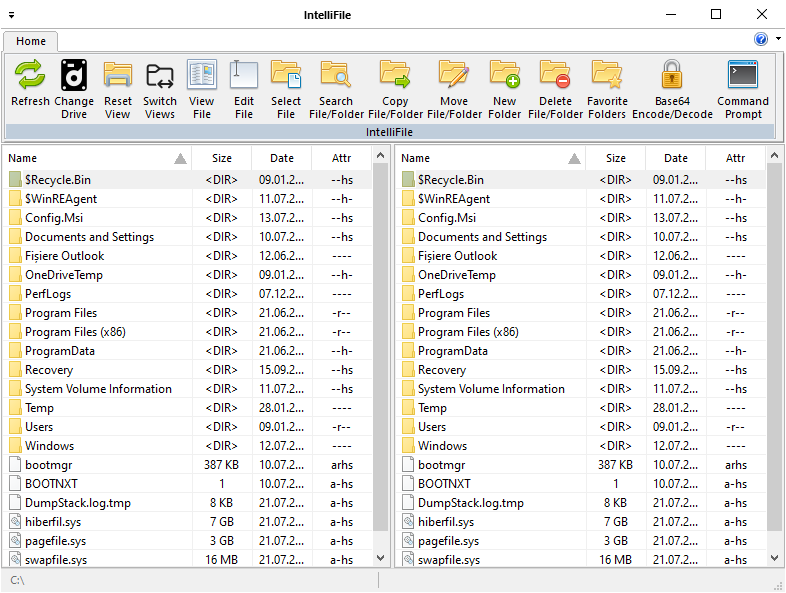 IntelliFile
Home
Refresh Change Drive Reset View Switch Views View File Edit File Select File Search File/Folder Copy File/Folder Move File/Folder New Folder Delete File/Folder Favorite Folders Base64 Encode/Decode Command Prompt
IntelliFile
Name Size Date Attr Name Size Date Attr
$Recycle.Bin <DIR> 09.01.2... --hs $Recycle.Bin <DIR> 09.01.2... --hs
$WinREAgent <DIR> 11.07.2... --h- $WinREAgent <DIR> 11.07.2... --h-
Config.Msi <DIR> 13.07.2... --hs Config.Msi <DIR> 13.07.2... --hs
Documents and Settings <DIR> 10.07.2... --hs Documents and Settings <DIR> 10.07.2... --hs
Fișiere Outlook <DIR> 12.06.2... ---- Fișiere Outlook <DIR> 12.06.2... ----
OneDriveTemp <DIR> 09.01.2... --h- OneDriveTemp <DIR> 09.01.2... --h-
PerfLogs <DIR> 07.12.2... ---- PerfLogs <DIR> 07.12.2... ----
Program Files <DIR> 21.06.2... -r-- Program Files <DIR> 21.06.2... -r--
Program Files (x86) <DIR> 21.06.2... -r-- Program Files (x86) <DIR> 21.06.2... -r--
ProgramData <DIR> 21.06.2... --h- ProgramData <DIR> 21.06.2... --h-
Recovery <DIR> 15.09.2... --hs Recovery <DIR> 15.09.2... --hs
System Volume Information <DIR> 11.07.2... --hs System Volume Information <DIR> 11.07.2... --hs
Temp <DIR> 28.01.2... ---- Temp <DIR> 28.01.2... ----
Users <DIR> 09.01.2... -r-- Users <DIR> 09.01.2... -r--
Windows <DIR> 12.07.2... ---- Windows <DIR> 12.07.2... ----
bootmgr 387 KB 10.07.2... arhs bootmgr 387 KB 10.07.2... arhs
BOOTNXT 1 10.07.2... a-hs BOOTNXT 1 10.07.2... a-hs
DumpStack.log.tmp 8 KB 21.07.2... a-hs DumpStack.log.tmp 8 KB 21.07.2... a-hs
hiberfil.sys 7 GB 21.07.2... a-hs hiberfil.sys 7 GB 21.07.2... a-hs
pagefile.sys 3 GB 21.07.2... a-hs pagefile.sys 3 GB 21.07.2... a-hs
swapfile.sys 16 MB 21.07.2... a-hs swapfile.sys 16 MB 21.07.2... a-hs
C:\